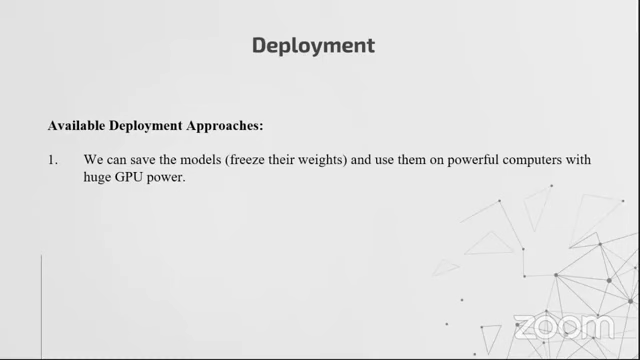 Deployment
Available Deployment Approaches:
1. We can save the models (freeze their weights) and use them on powerful computers with
huge GPU power.
zoom